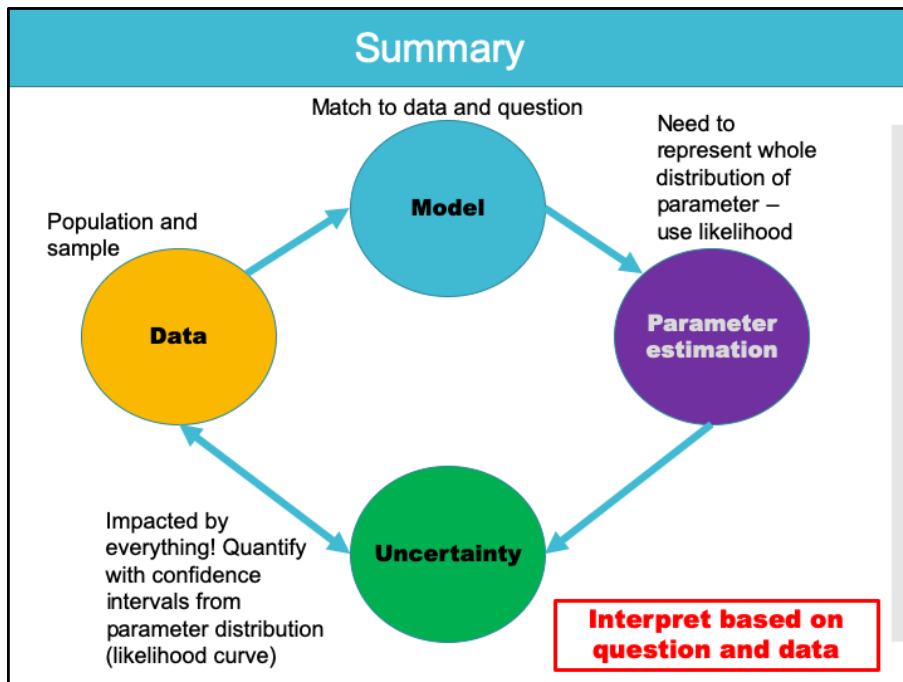 Summary
Match to data and question
Need to
represent whole
distribution of
parameter –
use likelihood
Model
Population and
sample
Data
Parameter
estimation
Impacted by
everything! Quantify
with confidence
intervals from
parameter distribution
(likelihood curve)
Uncertainty
Interpret based on
question and data